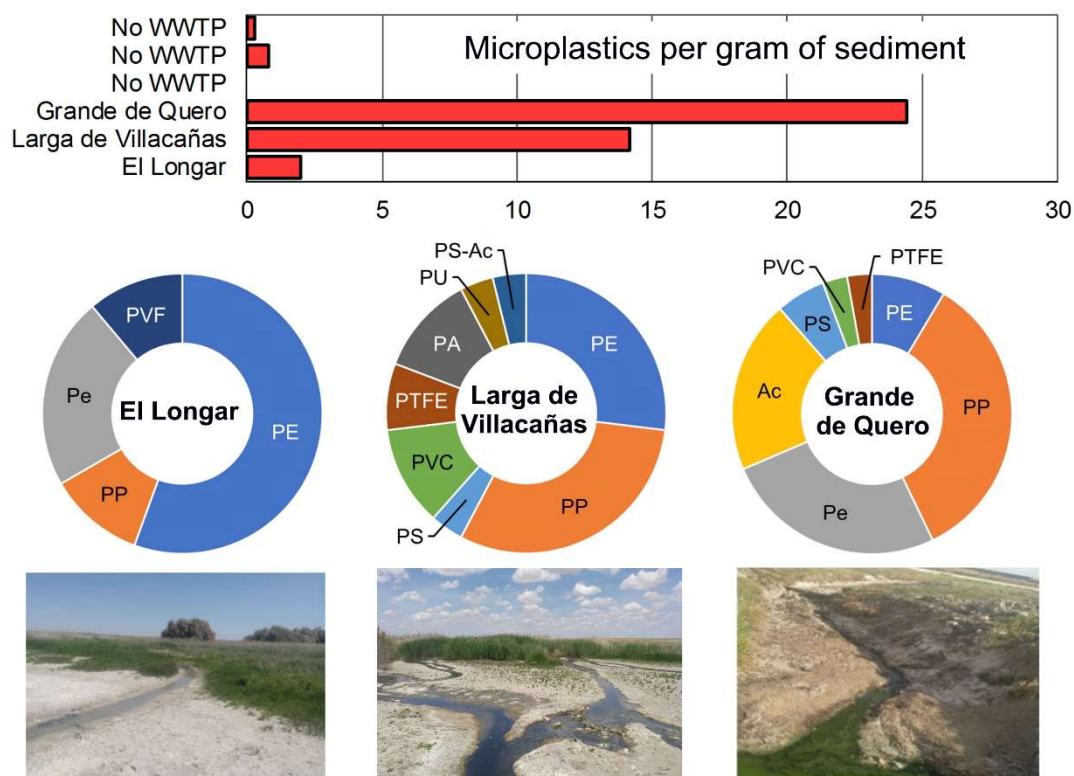 No WWTP
No WWTP
No WWTP
Grande de Quero
Larga de Villacañas
El Longar
Microplastics per gram of sediment
0 5 10 15 20 25 30
PVF
Pe
PP
PE
El Longar
PS-Ac
PU
PA
PTFE
PVC
PS
PE
PP
Larga de
Villacañas
PTFE
PVC
PS
PE
Ac
PP
Pe
Grande
de Quero